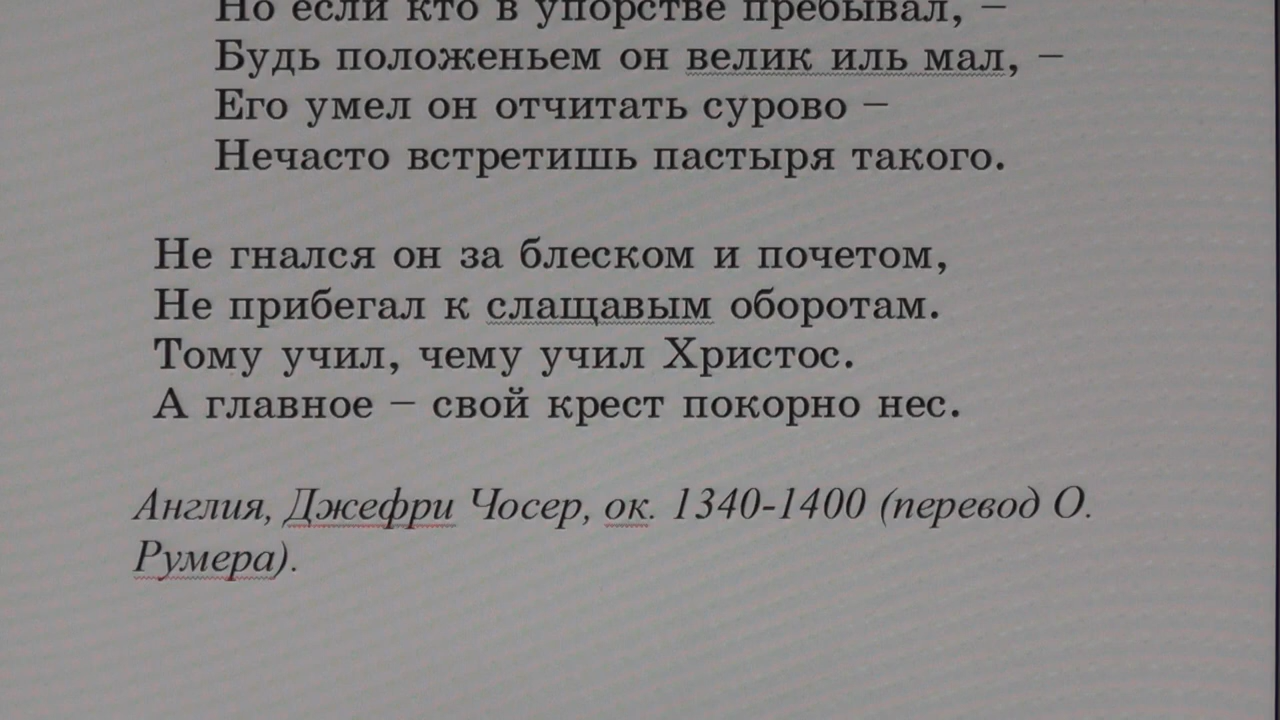 Но если кто в упорстве пребывал, –
Будь положеньем он велик иль мал, –
Его умел он отчитать сурово –
Нечасто встретишь пастыря такого.
Не гнался он за блеском и почетом,
Не прибегал к слащавым оборотам.
Тому учил, чему учил Христос.
А главное – свой крест покорно нес.
Англия, Джефри Чосер, ок. 1340-1400 (перевод О.
Румера).